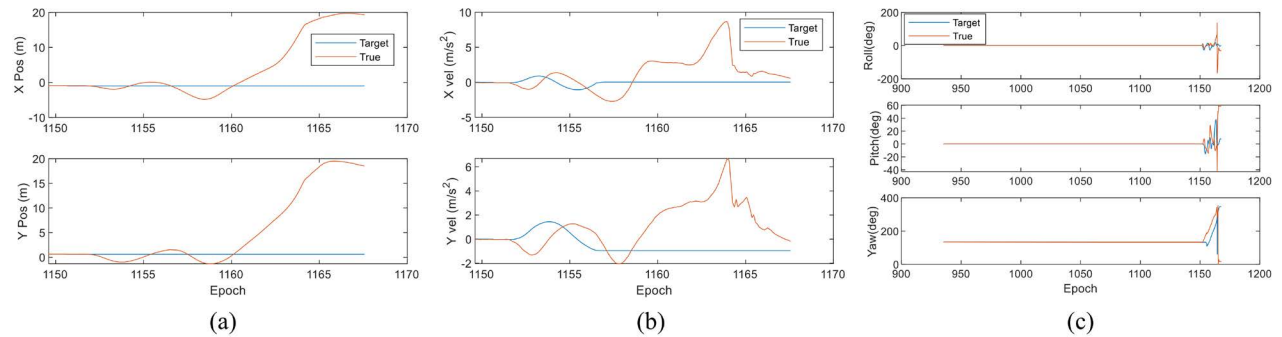 20
10
0
-10
X Pos (m)
Target
True
1150 1155 1160 1165 1170
20
15
10
5
0
Y Pos (m)
1150 1155 1160 1165 1170
Epoch
(a)
10
5
0
-5
X vel (m/s²)
Target
True
1150 1155 1160 1165 1170
6
4
2
0
-2
Y vel (m/s²)
1150 1155 1160 1165 1170
Epoch
(b)
200
0
-200
Roll(deg)
Target
True
900 950 1000 1050 1100 1150 1200
60
40
20
0
-20
-40
Pitch(deg)
900 950 1000 1050 1100 1150 1200
400
200
0
Yaw(deg)
900 950 1000 1050 1100 1150 1200
Epoch
(c)